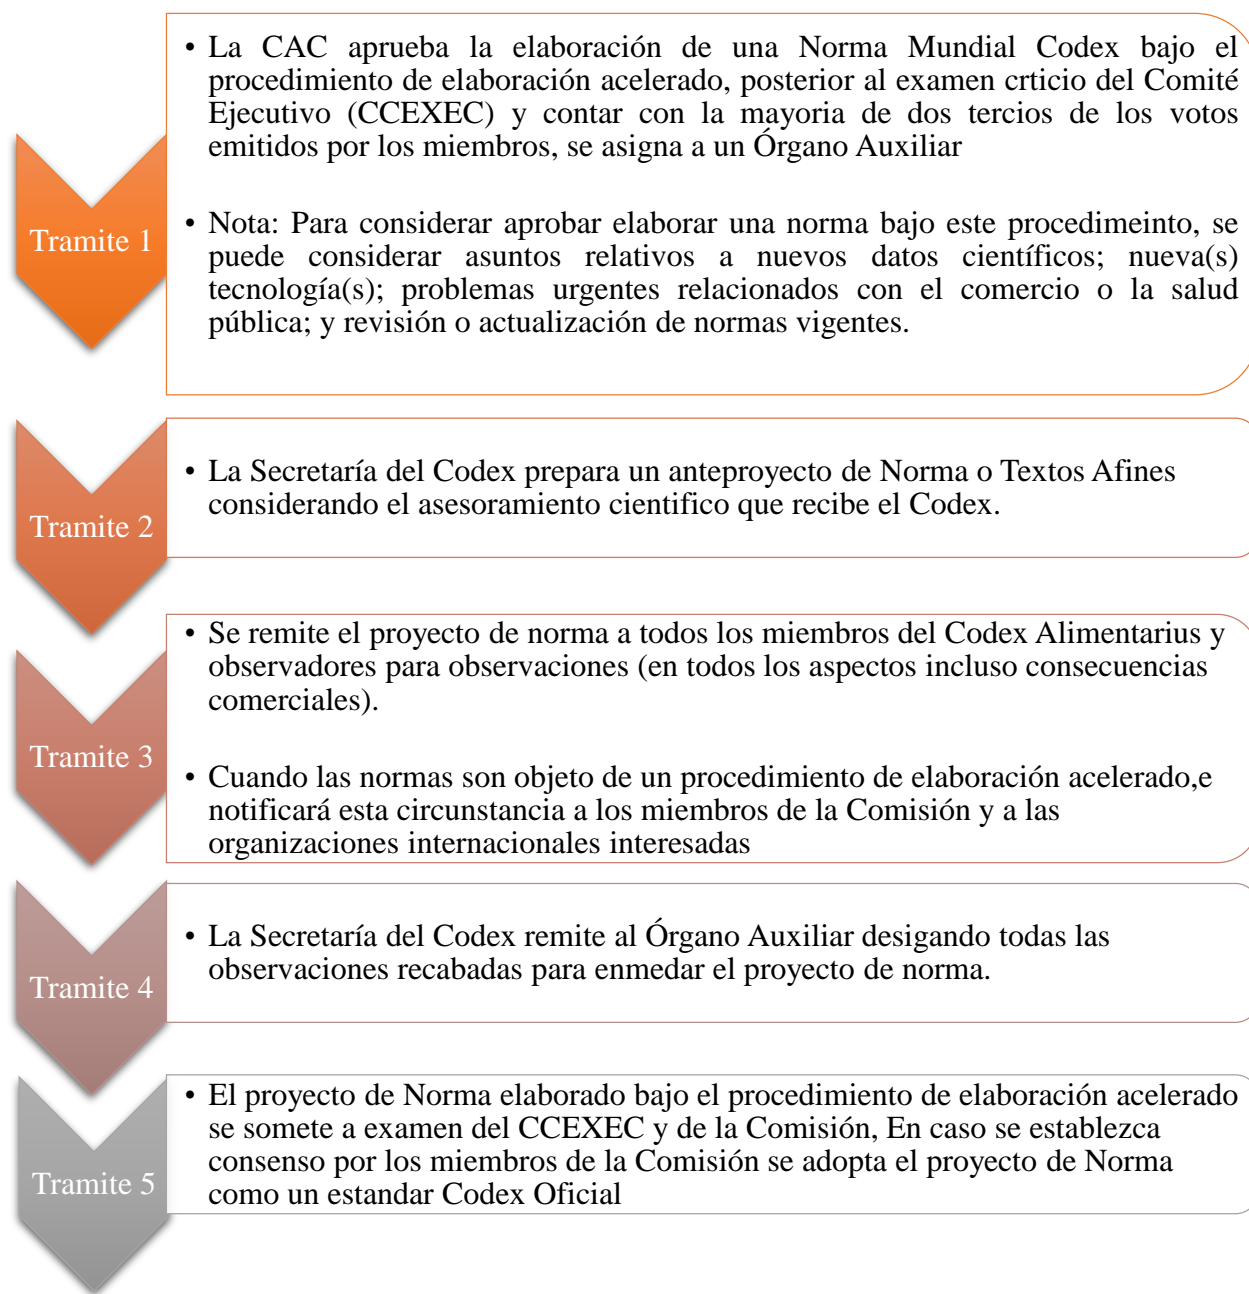 Tramite 1
• La CAC aprueba la elaboración de una Norma Mundial Codex bajo el
procedimiento de elaboración acelerado, posterior al examen crticio del Comité
Ejecutivo (CCEXEC) y contar con la mayoria de dos tercios de los votos
emitidos por los miembros, se asigna a un Órgano Auxiliar
• Nota: Para considerar aprobar elaborar una norma bajo este procedimeinto, se
puede considerar asuntos relativos a nuevos datos científicos; nueva(s)
tecnología(s); problemas urgentes relacionados con el comercio o la salud
pública; y revisión o actualización de normas vigentes.
Tramite 2
• La Secretaría del Codex prepara un anteproyecto de Norma o Textos Afines
considerando el asesoramiento cientifico que recibe el Codex.
Tramite 3
• Se remite el proyecto de norma a todos los miembros del Codex Alimentarius y
observadores para observaciones (en todos los aspectos incluso consecuencias
comerciales).
• Cuando las normas son objeto de un procedimiento de elaboración acelerado,e
notificará esta circunstancia a los miembros de la Comisión y a las
organizaciones internacionales interesadas
Tramite 4
• La Secretaría del Codex remite al Órgano Auxiliar desigando todas las
observaciones recabadas para enmedar el proyecto de norma.
Tramite 5
• El proyecto de Norma elaborado bajo el procedimiento de elaboración acelerado
se somete a examen del CCEXEC y de la Comisión, En caso se establezca
consenso por los miembros de la Comisión se adopta el proyecto de Norma
como un estandar Codex Oficial